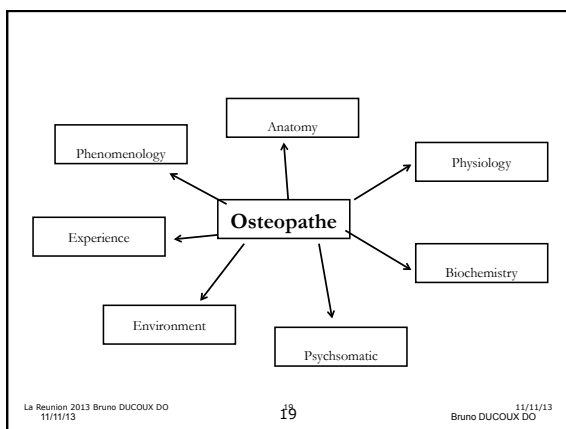 Anatomy
Phenomenology
Physiology
Osteopathe
Experience
Biochemistry
Environment
Psychsomatic
La Reunion 2013 Bruno DUCOUX DO
11/11/13
19
19
11/11/13
Bruno DUCOUX DO